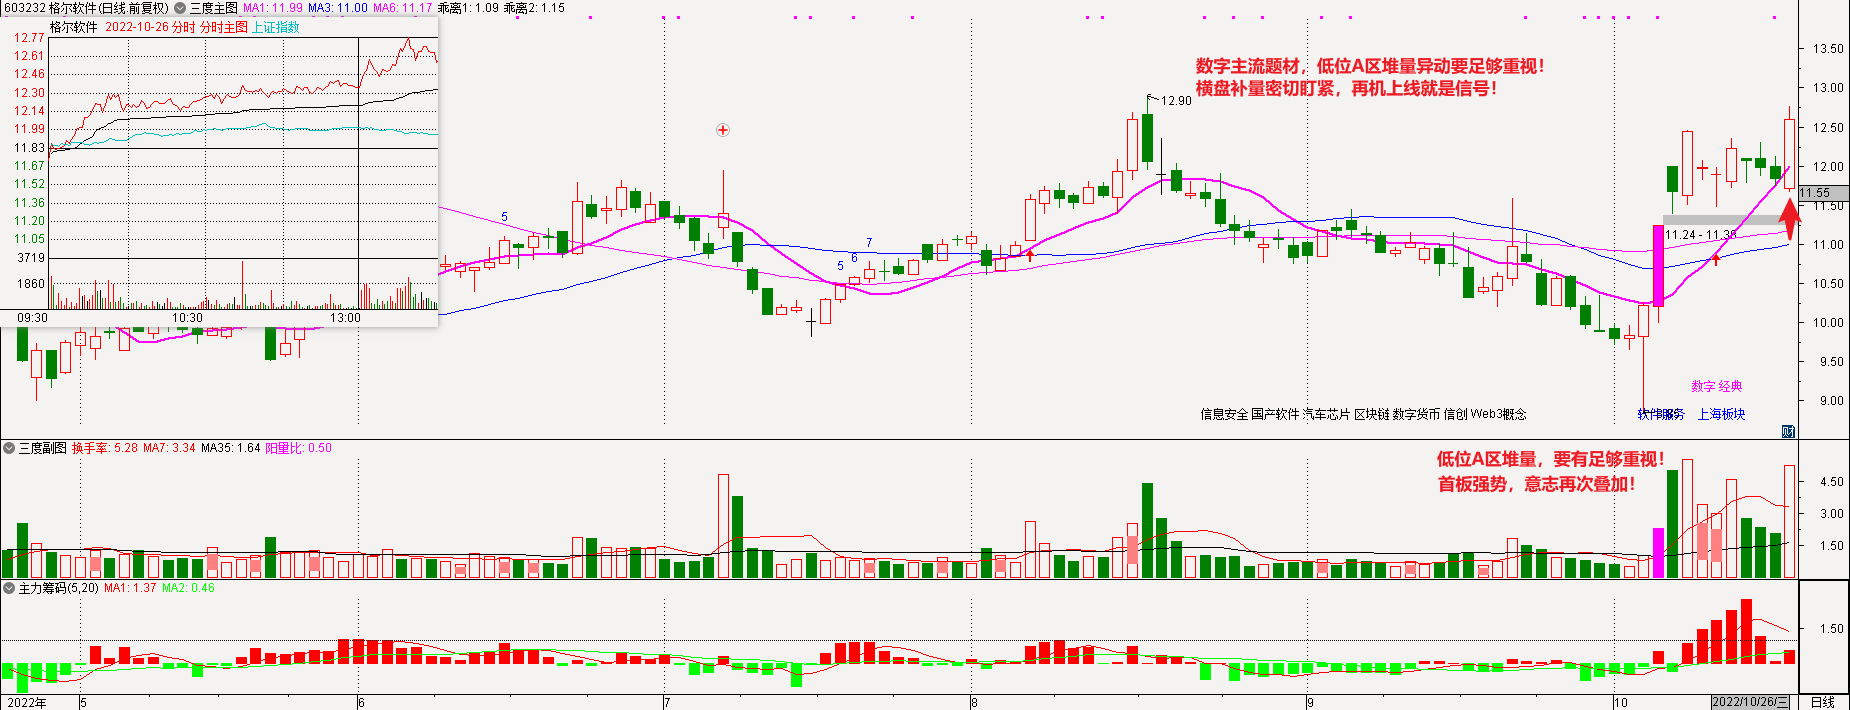 603232 格尔软件(日线.前复权) 三度主图 MA1: 11.99 MA3: 11.00 MA6: 11.17 乖离1: 1.09 乖离2: 1.15
格尔软件 2022-10-26 分时 分时主图 上证指数
12.77
12.61
12.46
12.30
12.14
11.99
11.83
11.67
11.52
11.36
11.20
11.05
3719
1860
09:30 10:30 13:00
数字主流题材，低位A区堆量异动要足够重视！
横盘补量密切盯紧，再机上线就是信号！
12.90
5
7
5
6
11.24 - 11.38
数字 经典
信息安全 国产软件 汽车芯片 区块链 数字货币 信创 Web3概念
软件服务 上海板块
财
13.50
13.00
12.50
12.00
11.55
11.50
11.00
10.50
10.00
9.50
9.00
三度副图 换手率: 5.28 MA7: 3.34 MA35: 1.64 阳量比: 0.50
低位A区堆量，要有足够重视！
首板强势，意志再次叠加！
4.50
3.00
1.50
主力筹码(5,20) MA1: 1.37 MA2: 0.46
1.50
2022年 5 6 7 8 9 10 2022/10/26/三 日线